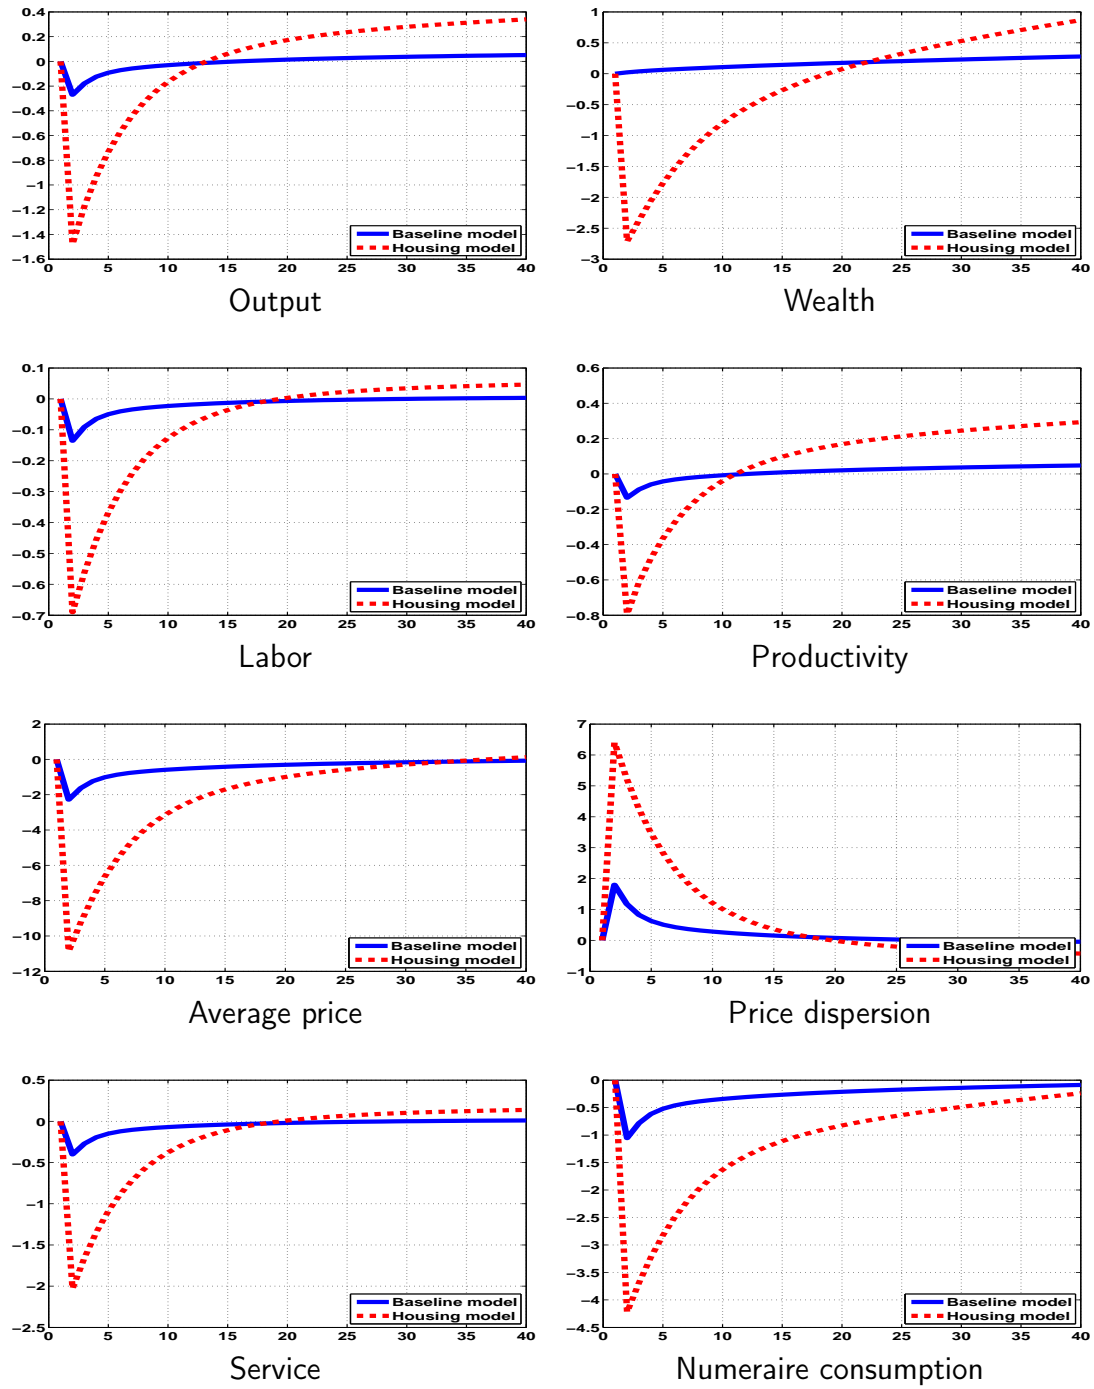 0.4
0.2
0
−0.2
−0.4
−0.6
−0.8
−1
−1.2
−1.4
−1.6
0 5 10 15 20 25 30 35 40
Baseline model
Housing model
Output
1
0.5
0
−0.5
−1
−1.5
−2
−2.5
−3
0 5 10 15 20 25 30 35 40
Baseline model
Housing model
Wealth
0.1
0
−0.1
−0.2
−0.3
−0.4
−0.5
−0.6
−0.7
0 5 10 15 20 25 30 35 40
Baseline model
Housing model
Labor
0.6
0.4
0.2
0
−0.2
−0.4
−0.6
−0.8
0 5 10 15 20 25 30 35 40
Baseline model
Housing model
Productivity
2
0
−2
−4
−6
−8
−10
−12
0 5 10 15 20 25 30 35 40
Baseline model
Housing model
Average price
7
6
5
4
3
2
1
0
−1
0 5 10 15 20 25 30 35 40
Baseline model
Housing model
Price dispersion
0.5
0
−0.5
−1
−1.5
−2
−2.5
0 5 10 15 20 25 30 35 40
Baseline model
Housing model
Service
0
−0.5
−1
−1.5
−2
−2.5
−3
−3.5
−4
−4.5
0 5 10 15 20 25 30 35 40
Baseline model
Housing model
Numeraire consumption